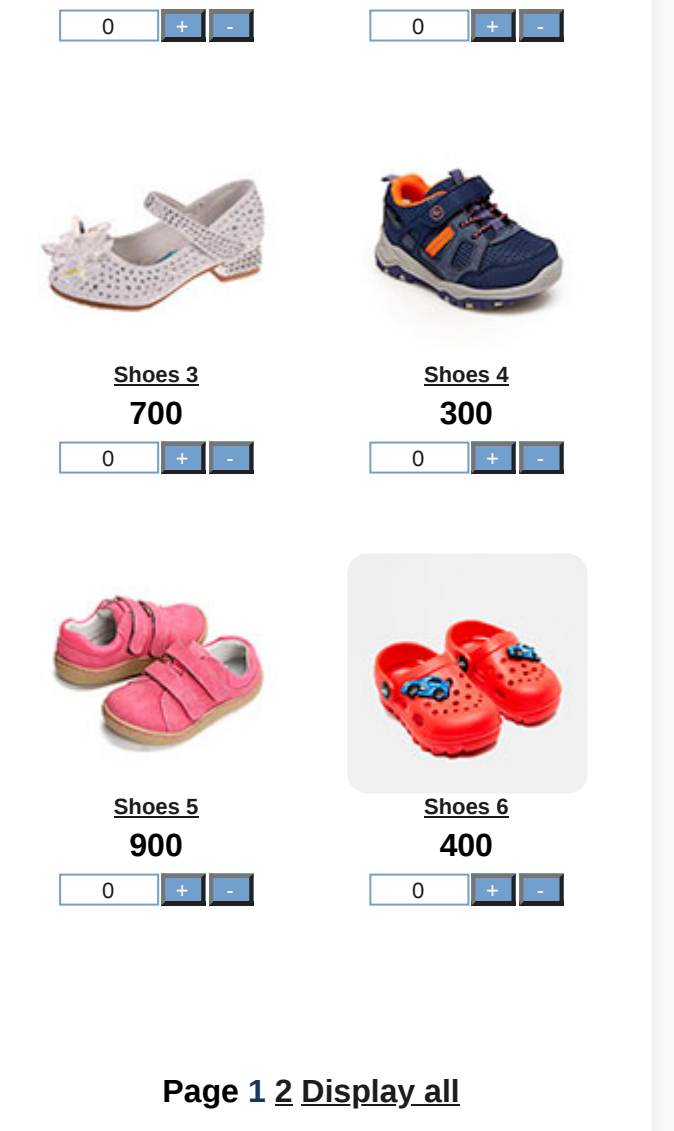 0 + - 0 + -
Shoes 3 Shoes 4
700 300
0 + - 0 + -
Shoes 5 Shoes 6
900 400
0 + - 0 + -
Page 1 2 Display all